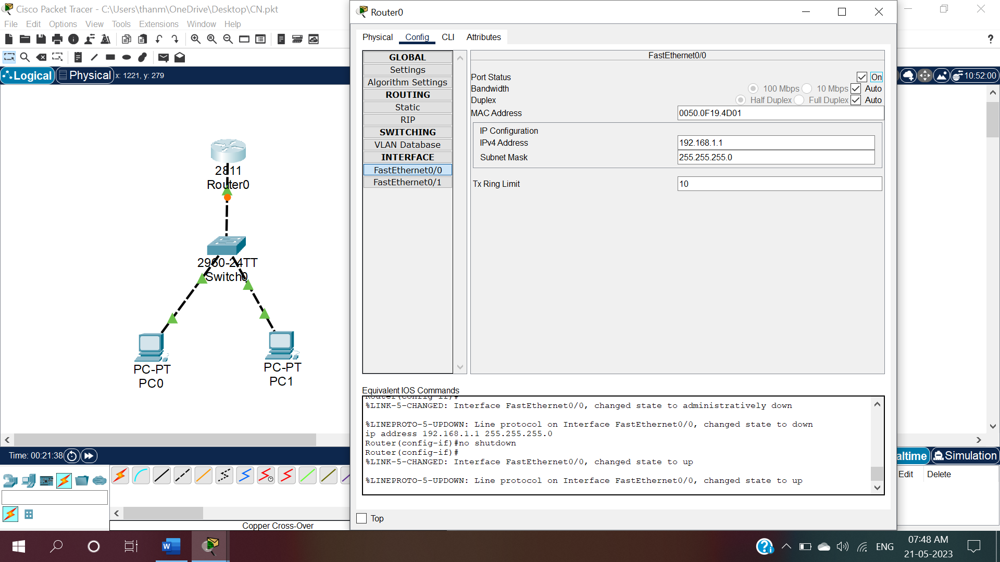 Cisco Packet Tracer - C:\Users\thanm\OneDrive\Desktop\CN.pkt
File Edit Options View Tools Extensions Window Help
Logical
Physical
x: 1221, y: 279
2811
Router0
2960-24TT
Switch0
PC-PT
PC0
PC-PT
PC1
Time: 00:21:38
Copper Cross-Over
Router0
Physical Config CLI Attributes
GLOBAL
Settings
Algorithm Settings
ROUTING
Static
RIP
SWITCHING
VLAN Database
INTERFACE
FastEthernet0/0
FastEthernet0/1
FastEthernet0/0
Port Status On
Bandwidth 100 Mbps 10 Mbps Auto
Duplex Half Duplex Full Duplex Auto
MAC Address 0050.0F19.4D01
IP Configuration
IPv4 Address 192.168.1.1
Subnet Mask 255.255.255.0
Tx Ring Limit 10
Equivalent IOS Commands
Router(config-if)#
%LINK-5-CHANGED: Interface FastEthernet0/0, changed state to administratively down
%LINEPROTO-5-UPDOWN: Line protocol on Interface FastEthernet0/0, changed state to down
ip address 192.168.1.1 255.255.255.0
Router(config-if)#no shutdown
Router(config-if)#
%LINK-5-CHANGED: Interface FastEthernet0/0, changed state to up
%LINEPROTO-5-UPDOWN: Line protocol on Interface FastEthernet0/0, changed state to up
Top
?
10:52:00
altime
Simulation
Edit Delete
W
ENG
07:48 AM
21-05-2023